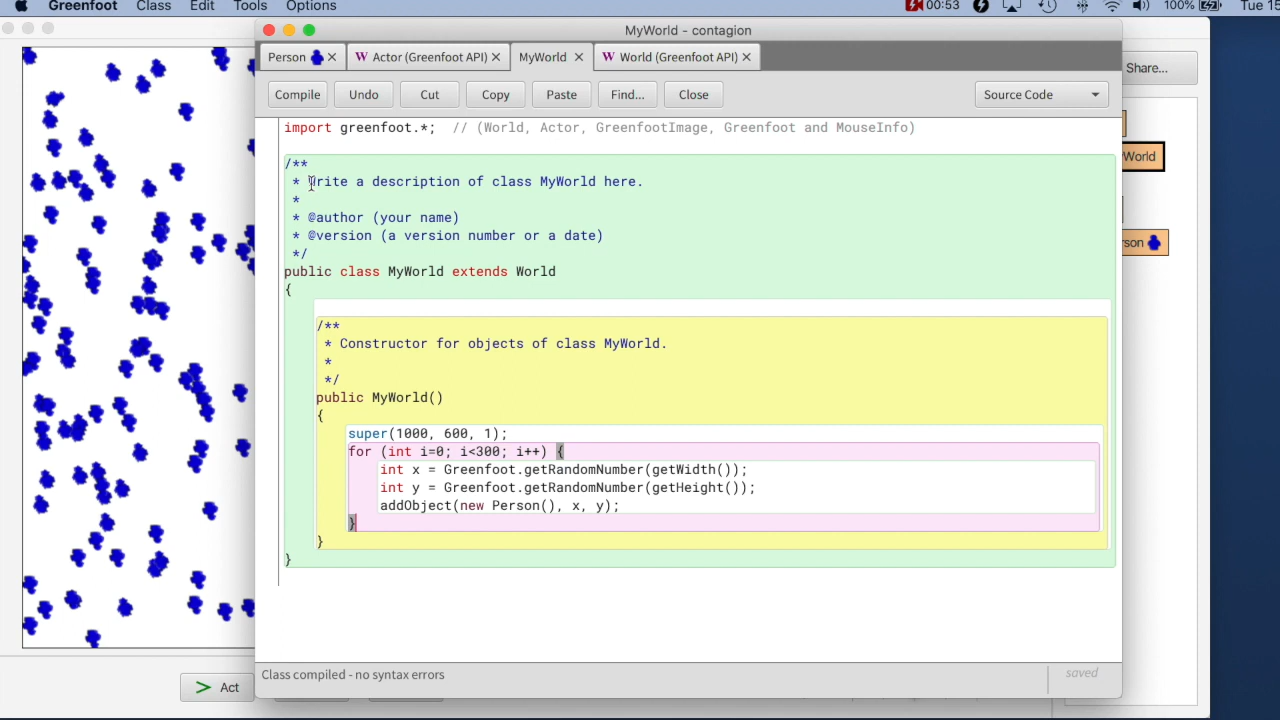 Greenfoot Class Edit Tools Options 00:53 100% Tue 15
MyWorld - contagion
Person Actor (Greenfoot API) MyWorld World (Greenfoot API)
Share...
Compile Undo Cut Copy Paste Find... Close Source Code
import greenfoot.*;  // (World, Actor, GreenfootImage, Greenfoot and MouseInfo)
/**
* Write a description of class MyWorld here.
*
* @author (your name)
* @version (a version number or a date)
*/
public class MyWorld extends World
{
/**
* Constructor for objects of class MyWorld.
*
*/
public MyWorld()
{
super(1000, 600, 1);
for (int i=0; i<300; i++) {
int x = Greenfoot.getRandomNumber(getWidth());
int y = Greenfoot.getRandomNumber(getHeight());
addObject(new Person(), x, y);
}
}
}
World
rson
Class compiled - no syntax errors
saved
Act